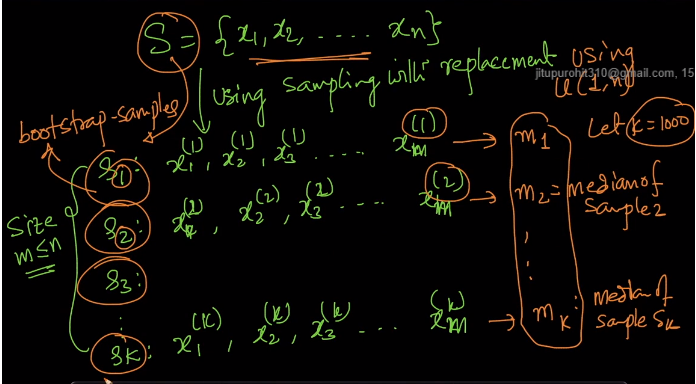 S = {x₁, x₂, ..... xₙ}
Using sampling with replacement using
U(1,n)
jitupurohit310@gmail.com, 15
bootstrap-samples
Let K=1000
s₁: x₁⁽¹⁾, x₂⁽¹⁾, x₃⁽¹⁾ ..... xₘ⁽¹⁾ → m₁
s₂: x₁⁽²⁾, x₂⁽²⁾, x₃⁽²⁾ ... xₘ⁽²⁾ → m₂ = median of
Sample 2
Size
m≤n
s₃:
⋮
sK: x₁⁽ᵏ⁾, x₂⁽ᵏ⁾, x₃⁽ᵏ⁾ ... xₘ⁽ᵏ⁾ → mK
median of
sample SK